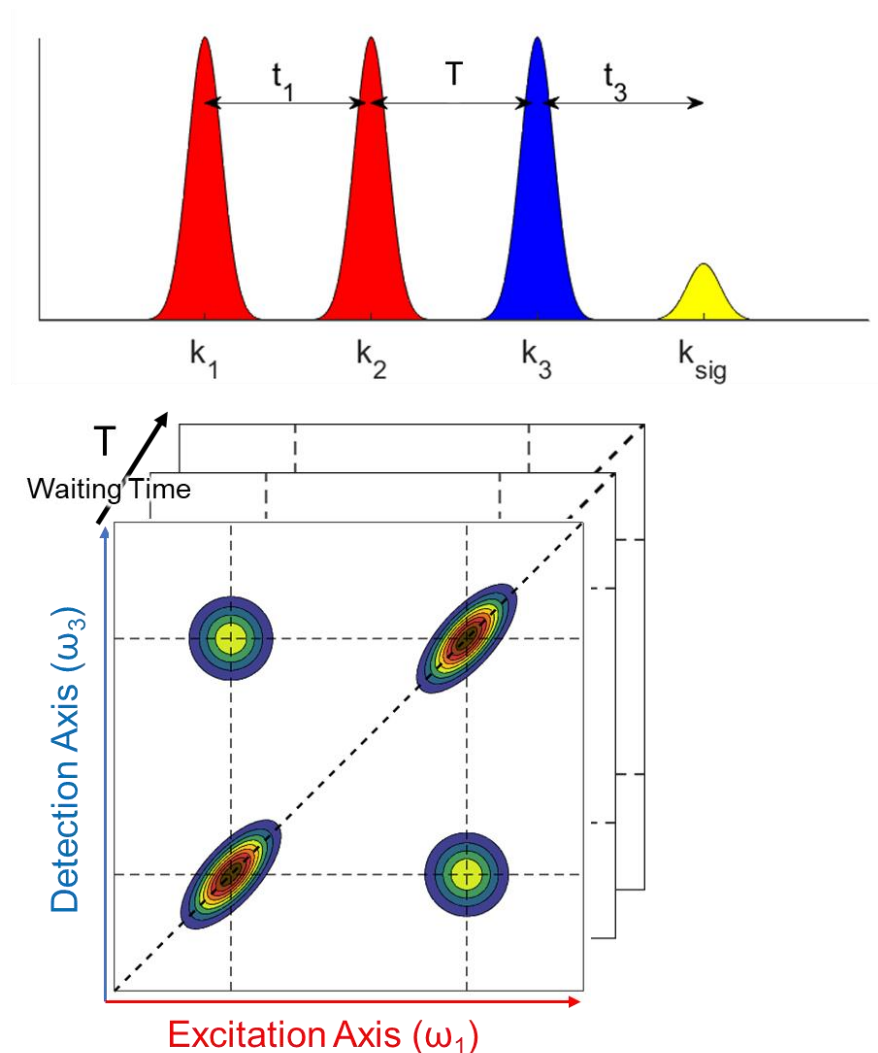 t₁ T t₃
k₁ k₂ k₃ kₛᵢg
T
Waiting Time
Detection Axis (ω₃)
Excitation Axis (ω₁)